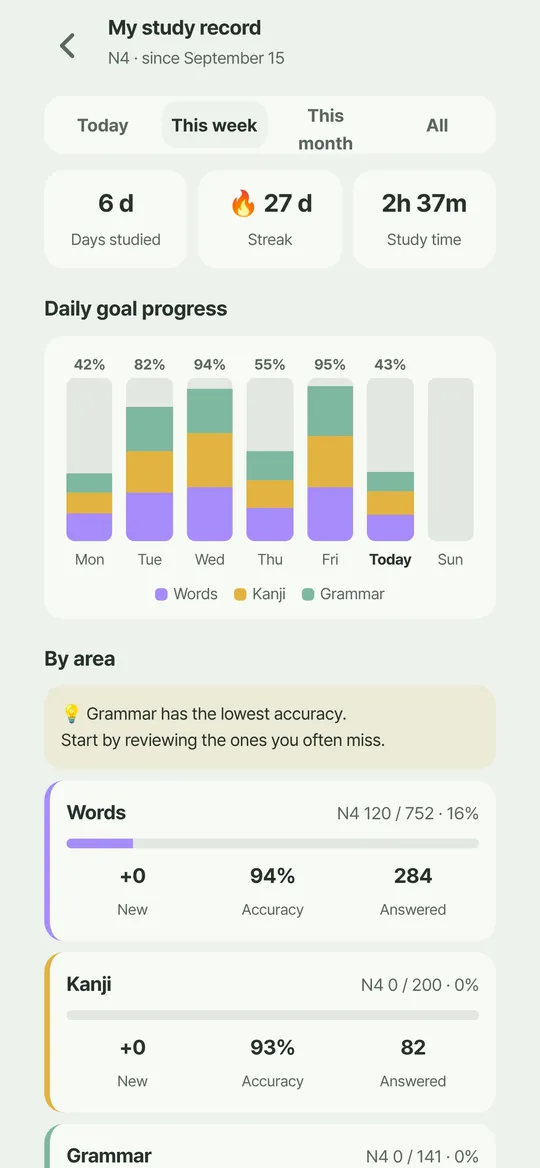 My study record
N4 · since September 15
Today This week This month All
6 d 🔥 27 d 2h 37m
Days studied Streak Study time
Daily goal progress
42% 82% 94% 55% 95% 43%
Mon Tue Wed Thu Fri Today Sun
Words Kanji Grammar
By area
💡 Grammar has the lowest accuracy.
Start by reviewing the ones you often miss.
Words N4 120 / 752 · 16%
+0 94% 284
New Accuracy Answered
Kanji N4 0 / 200 · 0%
+0 93% 82
New Accuracy Answered
Grammar N4 0 / 141 · 0%